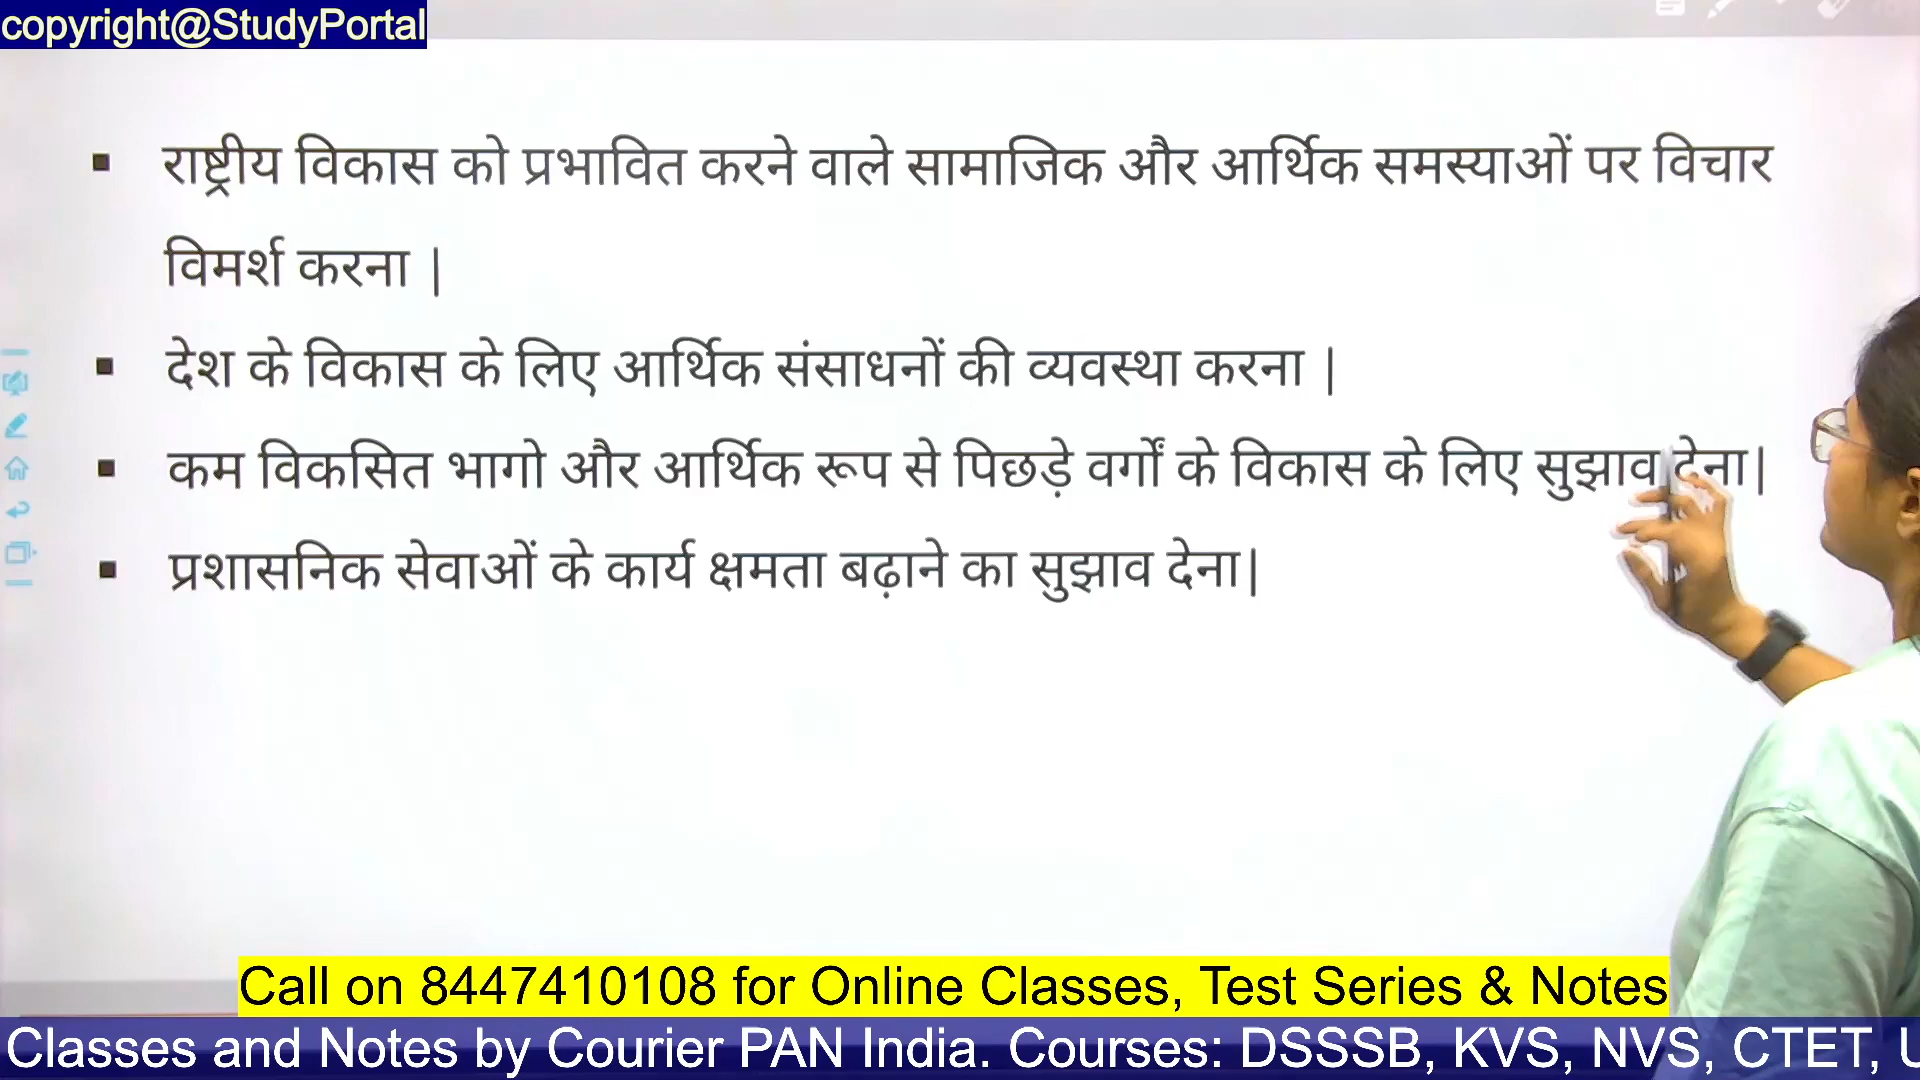 copyright@StudyPortal
▪ राष्ट्रीय विकास को प्रभावित करने वाले सामाजिक और आर्थिक समस्याओं पर विचार
विमर्श करना |
▪ देश के विकास के लिए आर्थिक संसाधनों की व्यवस्था करना |
▪ कम विकसित भागो और आर्थिक रूप से पिछड़े वर्गों के विकास के लिए सुझाव देना|
▪ प्रशासनिक सेवाओं के कार्य क्षमता बढ़ाने का सुझाव देना|
Call on 8447410108 for Online Classes, Test Series & Notes
Classes and Notes by Courier PAN India. Courses: DSSSB, KVS, NVS, CTET,